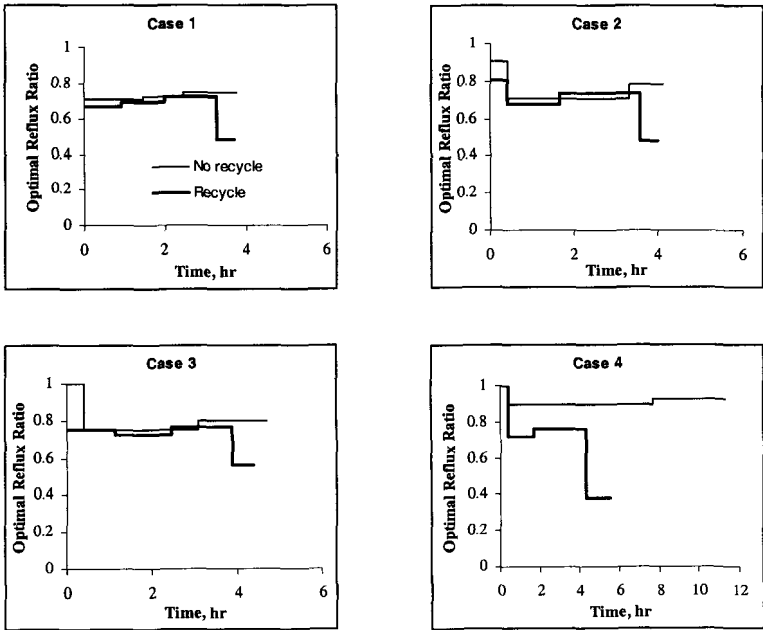 Case 1
Optimal Reflux Ratio
1
0.8
0.6
0.4
0.2
0
No recycle
Recycle
0 2 4 6
Time, hr
Case 2
Optimal Reflux Ratio
1
0.8
0.6
0.4
0.2
0
0 1 2 3 4 5 6
Time, hr
Case 3
Optimal Reflux Ratio
1
0.8
0.6
0.4
0.2
0
0 2 4 6
Time, hr
Case 4
Optimal Reflux Ratio
1
0.8
0.6
0.4
0.2
0
0 2 4 6 8 10 12
Time, hr